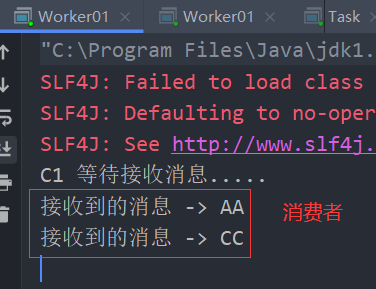 Worker01 × Worker01 × Task
"C:\Program Files\Java\jdk1.
SLF4J: Failed to load class
SLF4J: Defaulting to no-oper
SLF4J: See http://www.slf4j.
C1 等待接收消息.....
接收到的消息 -> AA
消费者
接收到的消息 -> CC